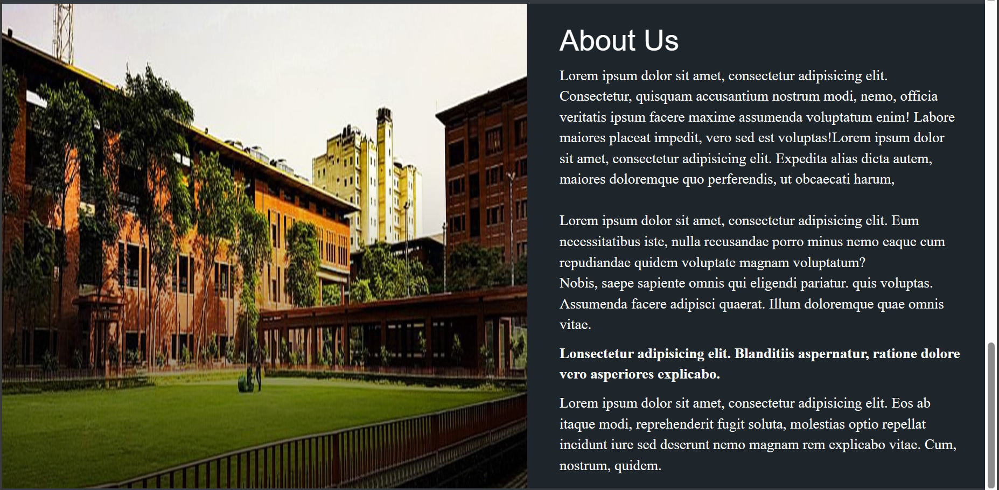 About Us
Lorem ipsum dolor sit amet, consectetur adipisicing elit.
Consectetur, quisquam accusantium nostrum modi, nemo, officia
veritatis ipsum facere maxime assumenda voluptatum enim! Labore
maiores placeat impedit, vero sed est voluptas!Lorem ipsum dolor
sit amet, consectetur adipisicing elit. Expedita alias dicta autem,
maiores doloremque quo perferendis, ut obcaecati harum,
Lorem ipsum dolor sit amet, consectetur adipisicing elit. Eum
necessitatibus iste, nulla recusandae porro minus nemo eaque cum
repudiandae quidem voluptate magnam voluptatum?
Nobis, saepe sapiente omnis qui eligendi pariatur. quis voluptas.
Assumenda facere adipisci quaerat. Illum doloremque quae omnis
vitae.
Lonsectetur adipisicing elit. Blanditiis aspernatur, ratione dolore
vero asperiores explicabo.
Lorem ipsum dolor sit amet, consectetur adipisicing elit. Eos ab
itaque modi, reprehenderit fugit soluta, molestias optio repellat
incidunt iure sed deserunt nemo magnam rem explicabo vitae. Cum,
nostrum, quidem.